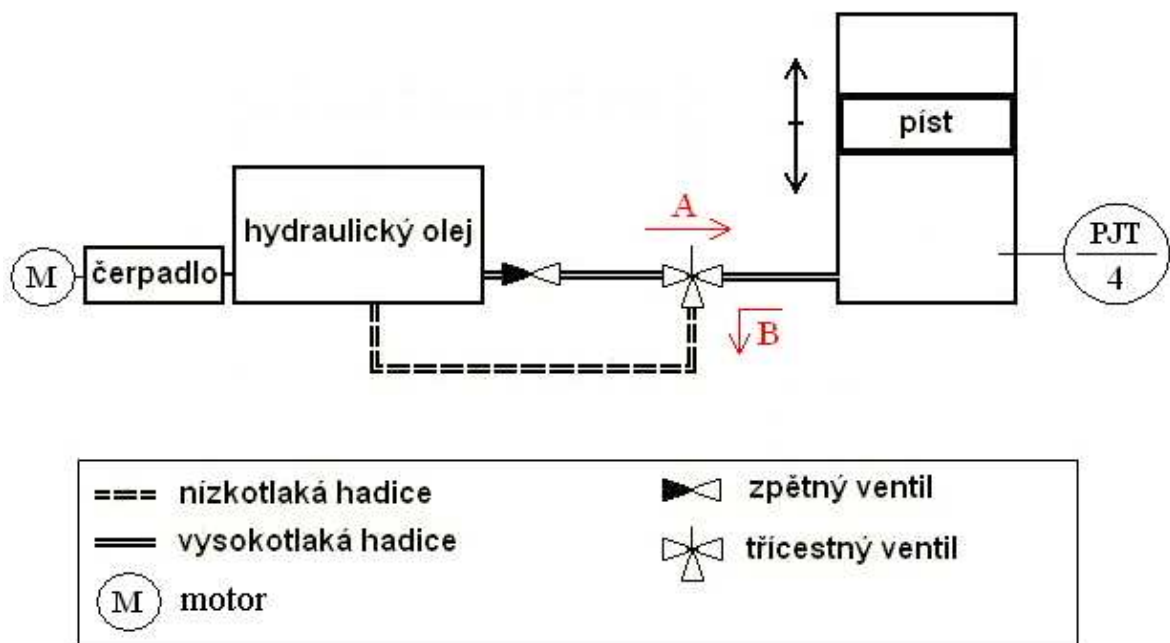 píst
A
hydraulický olej
PJT
4
M
čerpadlo
B
nízkotlaká hadice
zpětný ventil
vysokotlaká hadice
třícestný ventil
M
motor